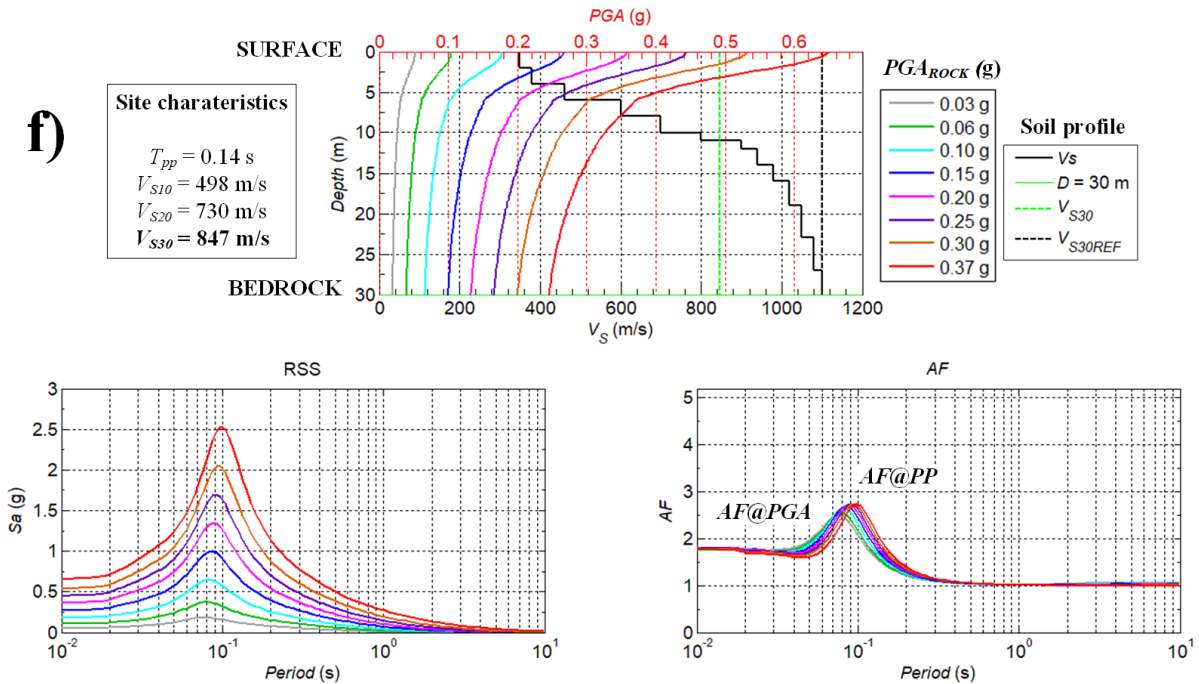 f)
Site charateristics
Tpp = 0.14 s
VS10 = 498 m/s
VS20 = 730 m/s
VS30 = 847 m/s
PGA (g)
0 0.1 0.2 0.3 0.4 0.5 0.6
SURFACE
BEDROCK
Depth (m)
0
5
10
15
20
25
30
0 200 400 600 800 1000 1200
VS (m/s)
PGAROCK (g)
0.03 g
0.06 g
0.10 g
0.15 g
0.20 g
0.25 g
0.30 g
0.37 g
Soil profile
Vs
D = 30 m
VS30
VS30REF
RSS
Sa (g)
3
2.5
2
1.5
1
0.5
0
10-2 10-1 100 101
Period (s)
AF
AF
5
4
3
2
1
0
AF@PGA
AF@PP
10-2 10-1 100 101
Period (s)